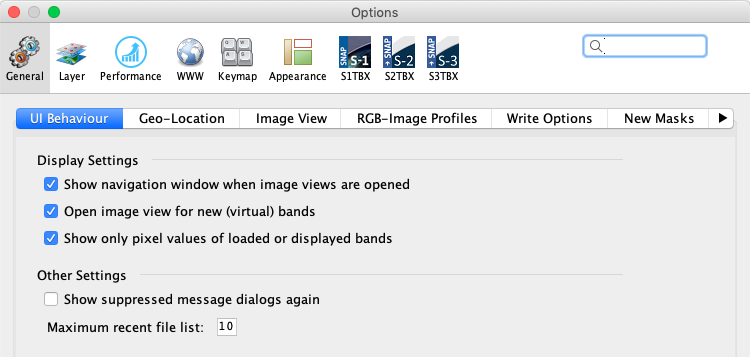 Options
General Layer Performance WWW Keymap Appearance S1TBX S2TBX S3TBX
SNAP S-1 SNAP S-2 SNAP S-3
UI Behaviour Geo-Location Image View RGB-Image Profiles Write Options New Masks
Display Settings
Show navigation window when image views are opened
Open image view for new (virtual) bands
Show only pixel values of loaded or displayed bands
Other Settings
Show suppressed message dialogs again
Maximum recent file list: 10